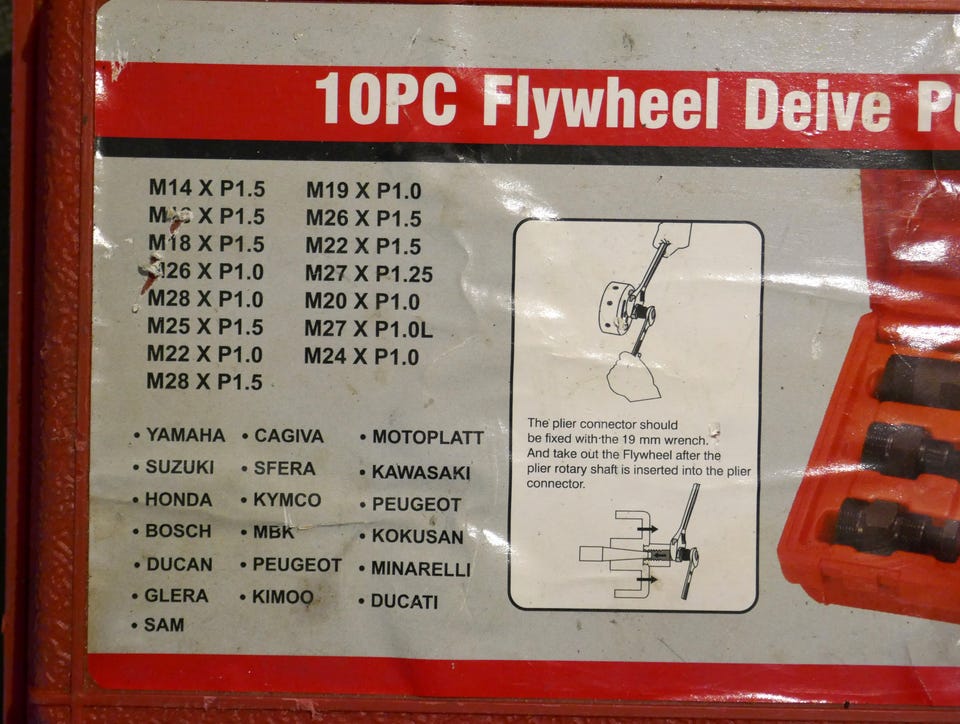 10PC Flywheel Deive
M14 X P1.5
X P1.5
M18 X P1.5
M26 X P1.0
M28 X P1.0
M25 X P1.5
M22 X P1.0
M28 X P1.5
M19 X P1.0
M26 X P1.5
M22 X P1.5
M27 X P1.25
M20 X P1.0
M27 X P1.0L
M24 X P1.0
• YAMAHA
• SUZUKI
• HONDA
• BOSCH
• DUCAN
• GLERA
• SAM
• CAGIVA
• SFERA
• KYMCO
• MBK
• PEUGEOT
• KIMOO
• MOTOPLATT
• KAWASAKI
• PEUGEOT
• KOKUSAN
• MINARELLI
• DUCATI
The plier connector should
be fixed with the 19 mm wrench.
And take out the Flywheel after the
plier rotary shaft is inserted into the plier
connector.